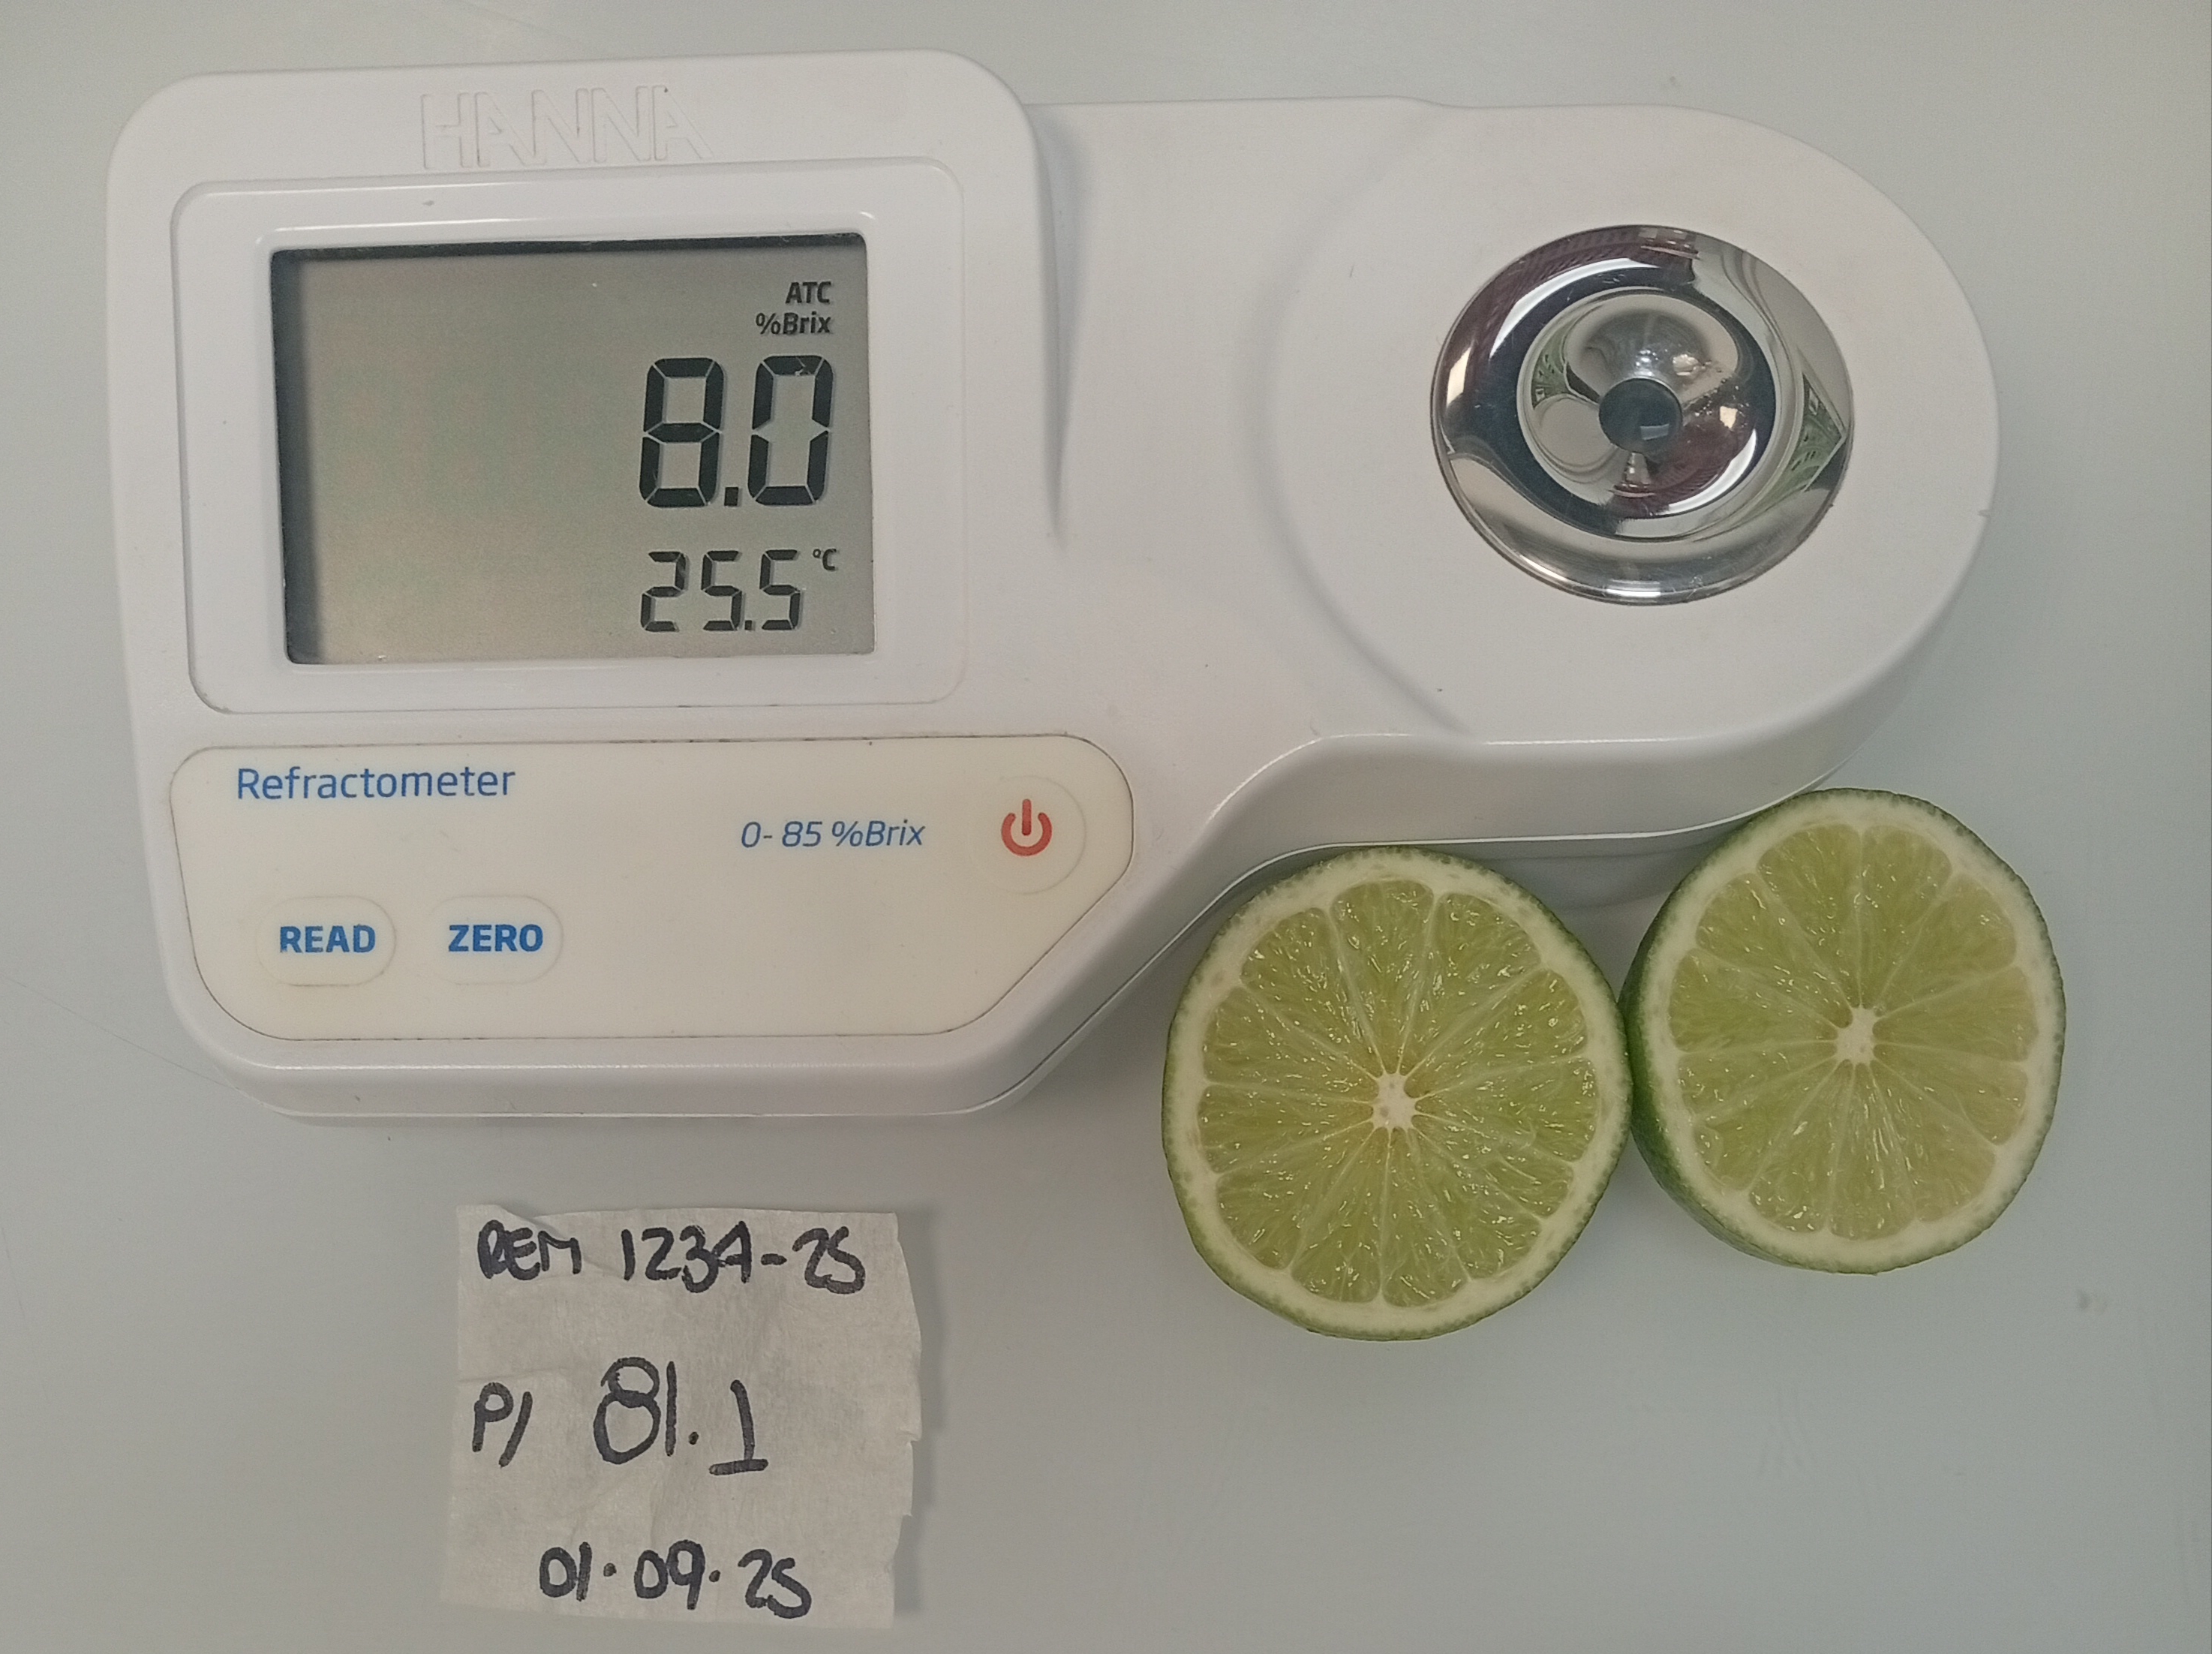 HANNA
ATC
%Brix
8.0
25.5 °C
Refractometer
0- 85 %Brix
READ ZERO
REM 1234-25
P/ 81.1
01.09.25